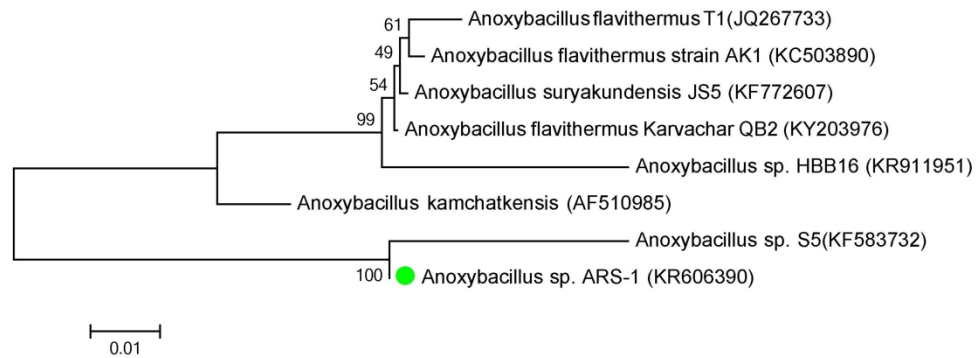 Anoxybacillus flavithermus T1(JQ267733)
61
Anoxybacillus flavithermus strain AK1 (KC503890)
49
Anoxybacillus suryakundensis JS5 (KF772607)
54
Anoxybacillus flavithermus Karvachar QB2 (KY203976)
99
Anoxybacillus sp. HBB16 (KR911951)
Anoxybacillus kamchatkensis (AF510985)
Anoxybacillus sp. S5(KF583732)
100
Anoxybacillus sp. ARS-1 (KR606390)
0.01